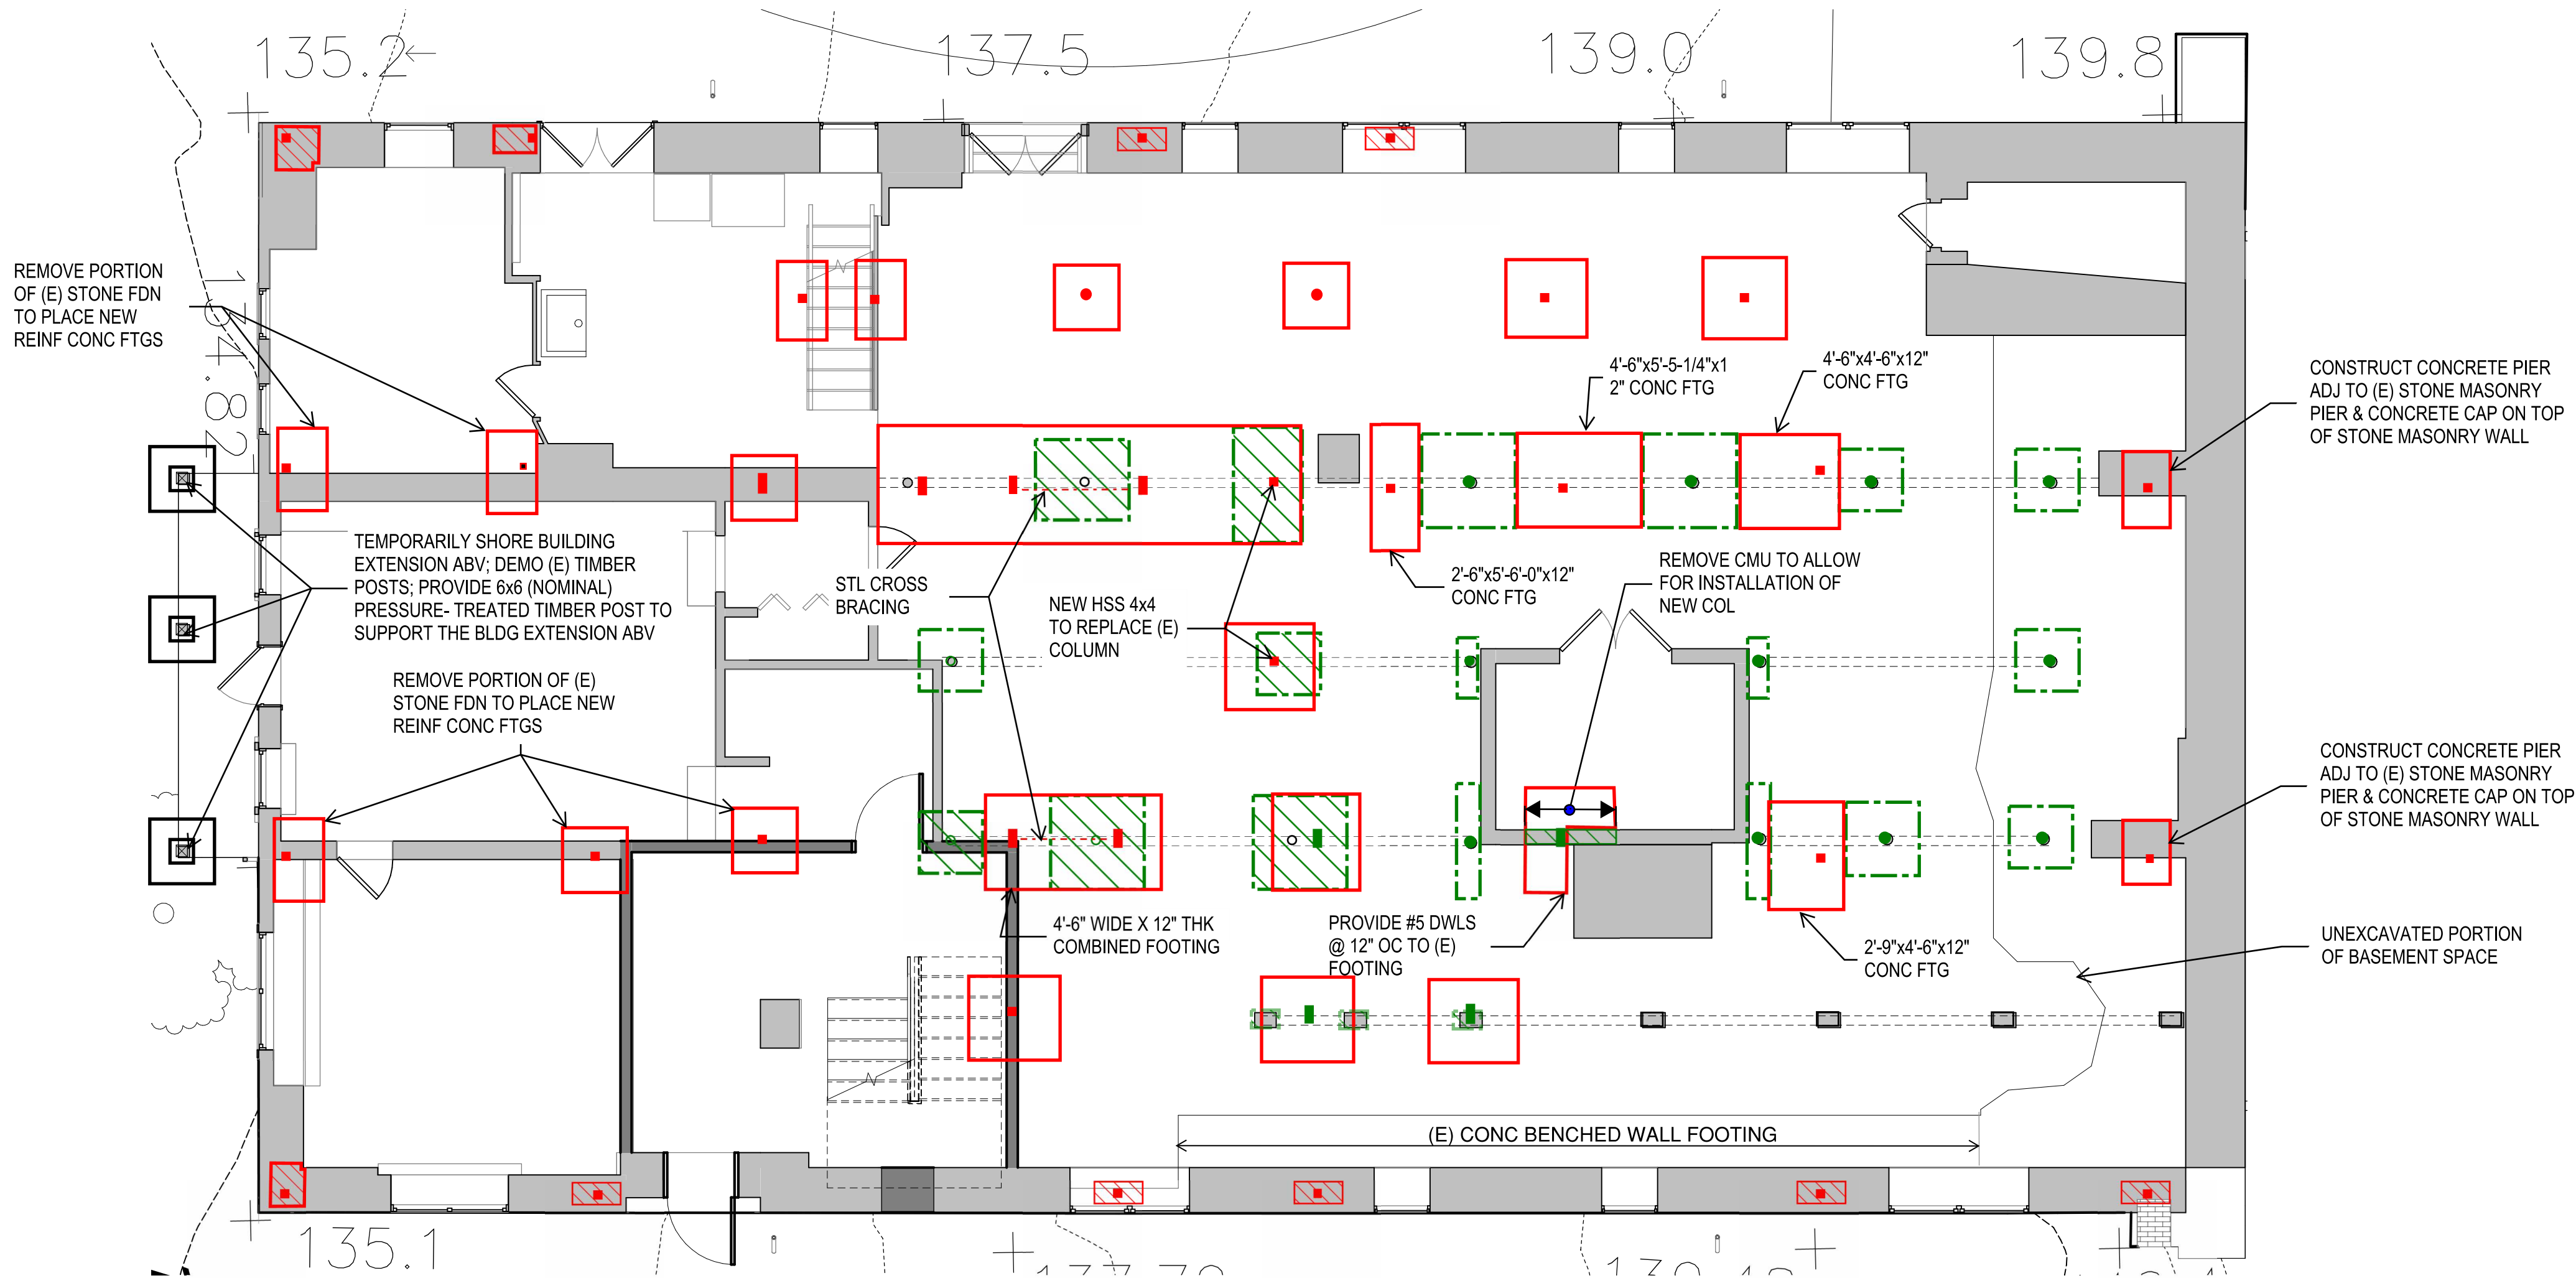 135.2
137.5
139.0
139.8
REMOVE PORTION
OF (E) STONE FDN
TO PLACE NEW
REINF CONC FTGS
4'-6"x5'-5-1/4"x1
2" CONC FTG
4'-6"x4'-6"x12"
CONC FTG
CONSTRUCT CONCRETE PIER
ADJ TO (E) STONE MASONRY
PIER & CONCRETE CAP ON TOP
OF STONE MASONRY WALL
TEMPORARILY SHORE BUILDING
EXTENSION ABV; DEMO (E) TIMBER
POSTS; PROVIDE 6x6 (NOMINAL)
PRESSURE- TREATED TIMBER POST TO
SUPPORT THE BLDG EXTENSION ABV
STL CROSS
BRACING
NEW HSS 4x4
TO REPLACE (E)
COLUMN
2'-6"x5'-6'-0"x12"
CONC FTG
REMOVE CMU TO ALLOW
FOR INSTALLATION OF
NEW COL
REMOVE PORTION OF (E)
STONE FDN TO PLACE NEW
REINF CONC FTGS
CONSTRUCT CONCRETE PIER
ADJ TO (E) STONE MASONRY
PIER & CONCRETE CAP ON TOP
OF STONE MASONRY WALL
4'-6" WIDE X 12" THK
COMBINED FOOTING
PROVIDE #5 DWLS
@ 12" OC TO (E)
FOOTING
2'-9"x4'-6"x12"
CONC FTG
UNEXCAVATED PORTION
OF BASEMENT SPACE
(E) CONC BENCHED WALL FOOTING
135.1